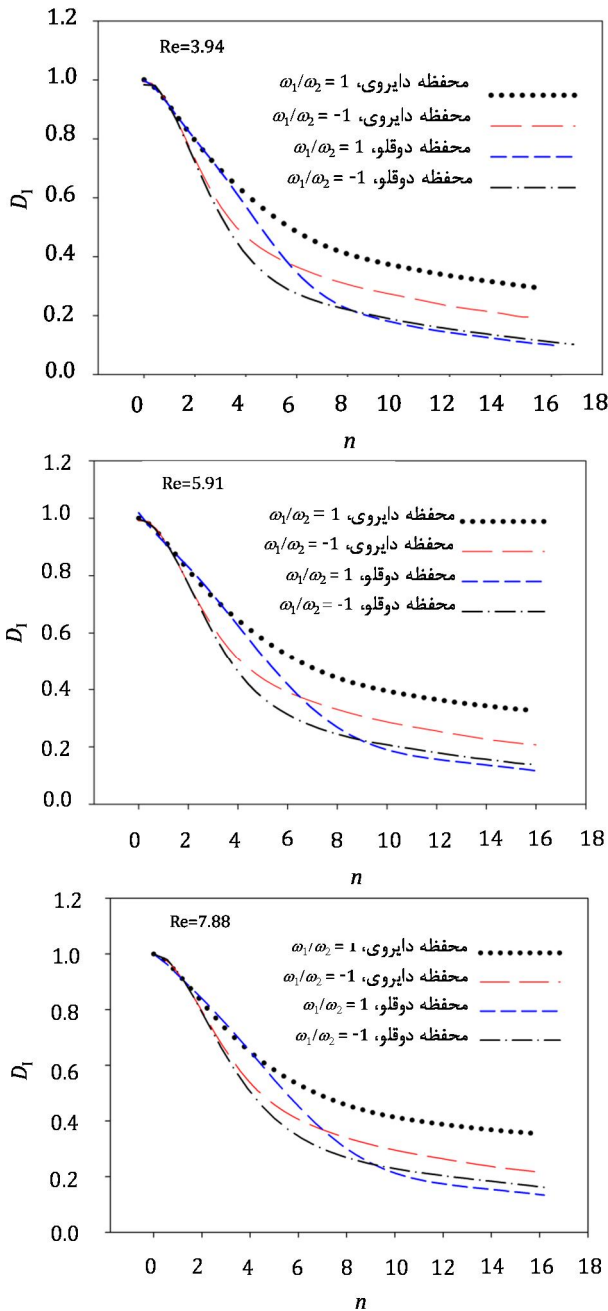 1.2
Re=3.94
1.0
0.8
0.6
0.4
0.2
0.0
D₁
محفظه دایروی، ω₁/ω₂ = 1
محفظه دایروی، ω₁/ω₂ = -1
محفظه دوقلو، ω₁/ω₂ = 1
محفظه دوقلو، ω₁/ω₂ = -1
0 2 4 6 8 10 12 14 16 18
n
1.2
Re=5.91
1.0
0.8
0.6
0.4
0.2
0.0
D₁
محفظه دایروی، ω₁/ω₂ = 1
محفظه دایروی، ω₁/ω₂ = -1
محفظه دوقلو، ω₁/ω₂ = 1
محفظه دوقلو، ω₁/ω₂ = -1
0 2 4 6 8 10 12 14 16 18
n
1.2
Re=7.88
1.0
0.8
0.6
0.4
0.2
0.0
D₁
محفظه دایروی، ω₁/ω₂ = 1
محفظه دایروی، ω₁/ω₂ = -1
محفظه دوقلو، ω₁/ω₂ = 1
محفظه دوقلو، ω₁/ω₂ = -1
0 2 4 6 8 10 12 14 16 18
n